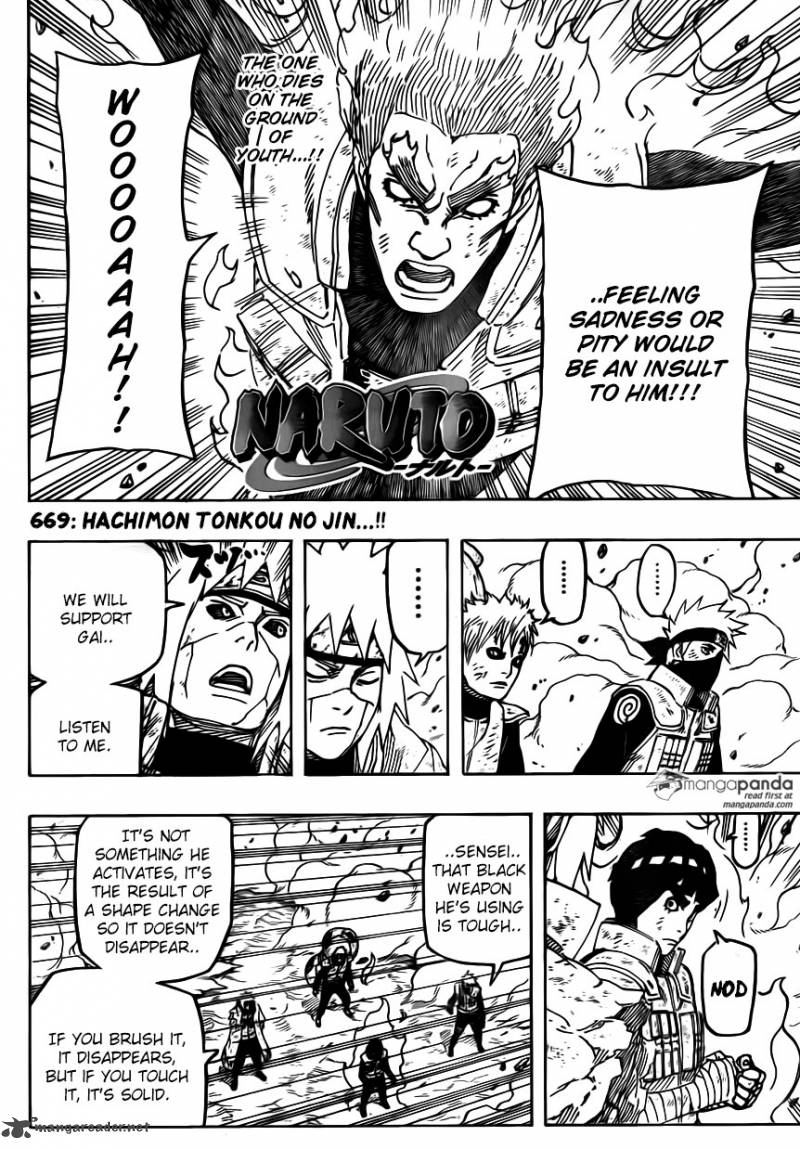 THE ONE
WHO DIES
ON THE
GROUND
OF
YOUTH...!!
WOOOOAAAH!!
..FEELING
SADNESS OR
PITY WOULD
BE AN INSULT
TO HIM!!!
NARUTO
-ナルト-
669: HACHIMON TONKOU NO JIN...!!
WE WILL
SUPPORT
GAI..
LISTEN
TO ME.
.......
......
......
mangapanda
read first at
mangapanda.com
IT'S NOT
SOMETHING HE
ACTIVATES, IT'S
THE RESULT OF
A SHAPE CHANGE
SO IT DOESN'T
DISAPPEAR..
IF YOU BRUSH IT,
IT DISAPPEARS,
BUT IF YOU TOUCH
IT, IT'S SOLID.
..SENSEI..
THAT BLACK
WEAPON
HE'S USING
IS TOUGH..
......
NOD
mangareader.net